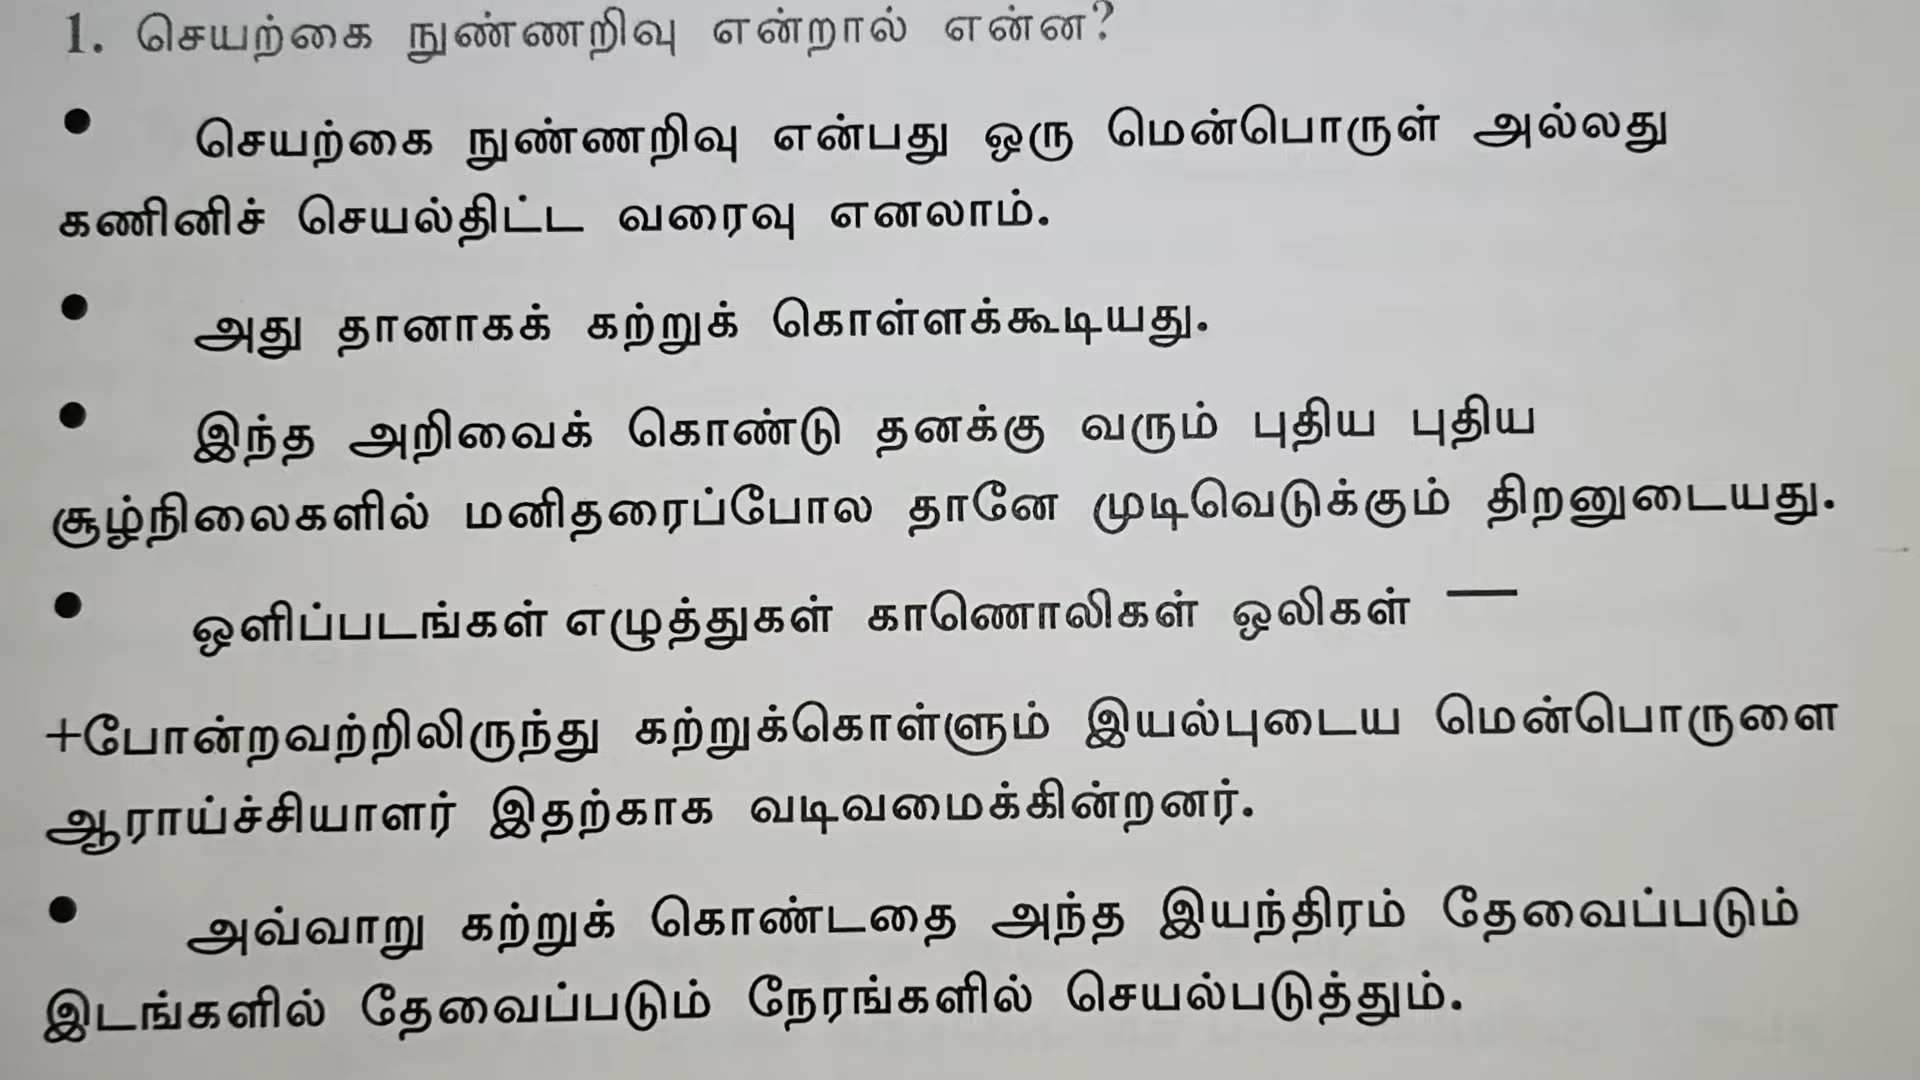 1. செயற்கை நுண்ணறிவு என்றால் என்ன?
● செயற்கை நுண்ணறிவு என்பது ஒரு மென்பொருள் அல்லது
கணினிச் செயல்திட்ட வரைவு எனலாம்.
● அது தானாகக் கற்றுக் கொள்ளக்கூடியது.
● இந்த அறிவைக் கொண்டு தனக்கு வரும் புதிய புதிய
சூழ்நிலைகளில் மனிதரைப்போல தானே முடிவெடுக்கும் திறனுடையது.
● ஒளிப்படங்கள் எழுத்துகள் காணொலிகள் ஒலிகள் —
+போன்றவற்றிலிருந்து கற்றுக்கொள்ளும் இயல்புடைய மென்பொருளை
ஆராய்ச்சியாளர் இதற்காக வடிவமைக்கின்றனர்.
● அவ்வாறு கற்றுக் கொண்டதை அந்த இயந்திரம் தேவைப்படும்
இடங்களில் தேவைப்படும் நேரங்களில் செயல்படுத்தும்.